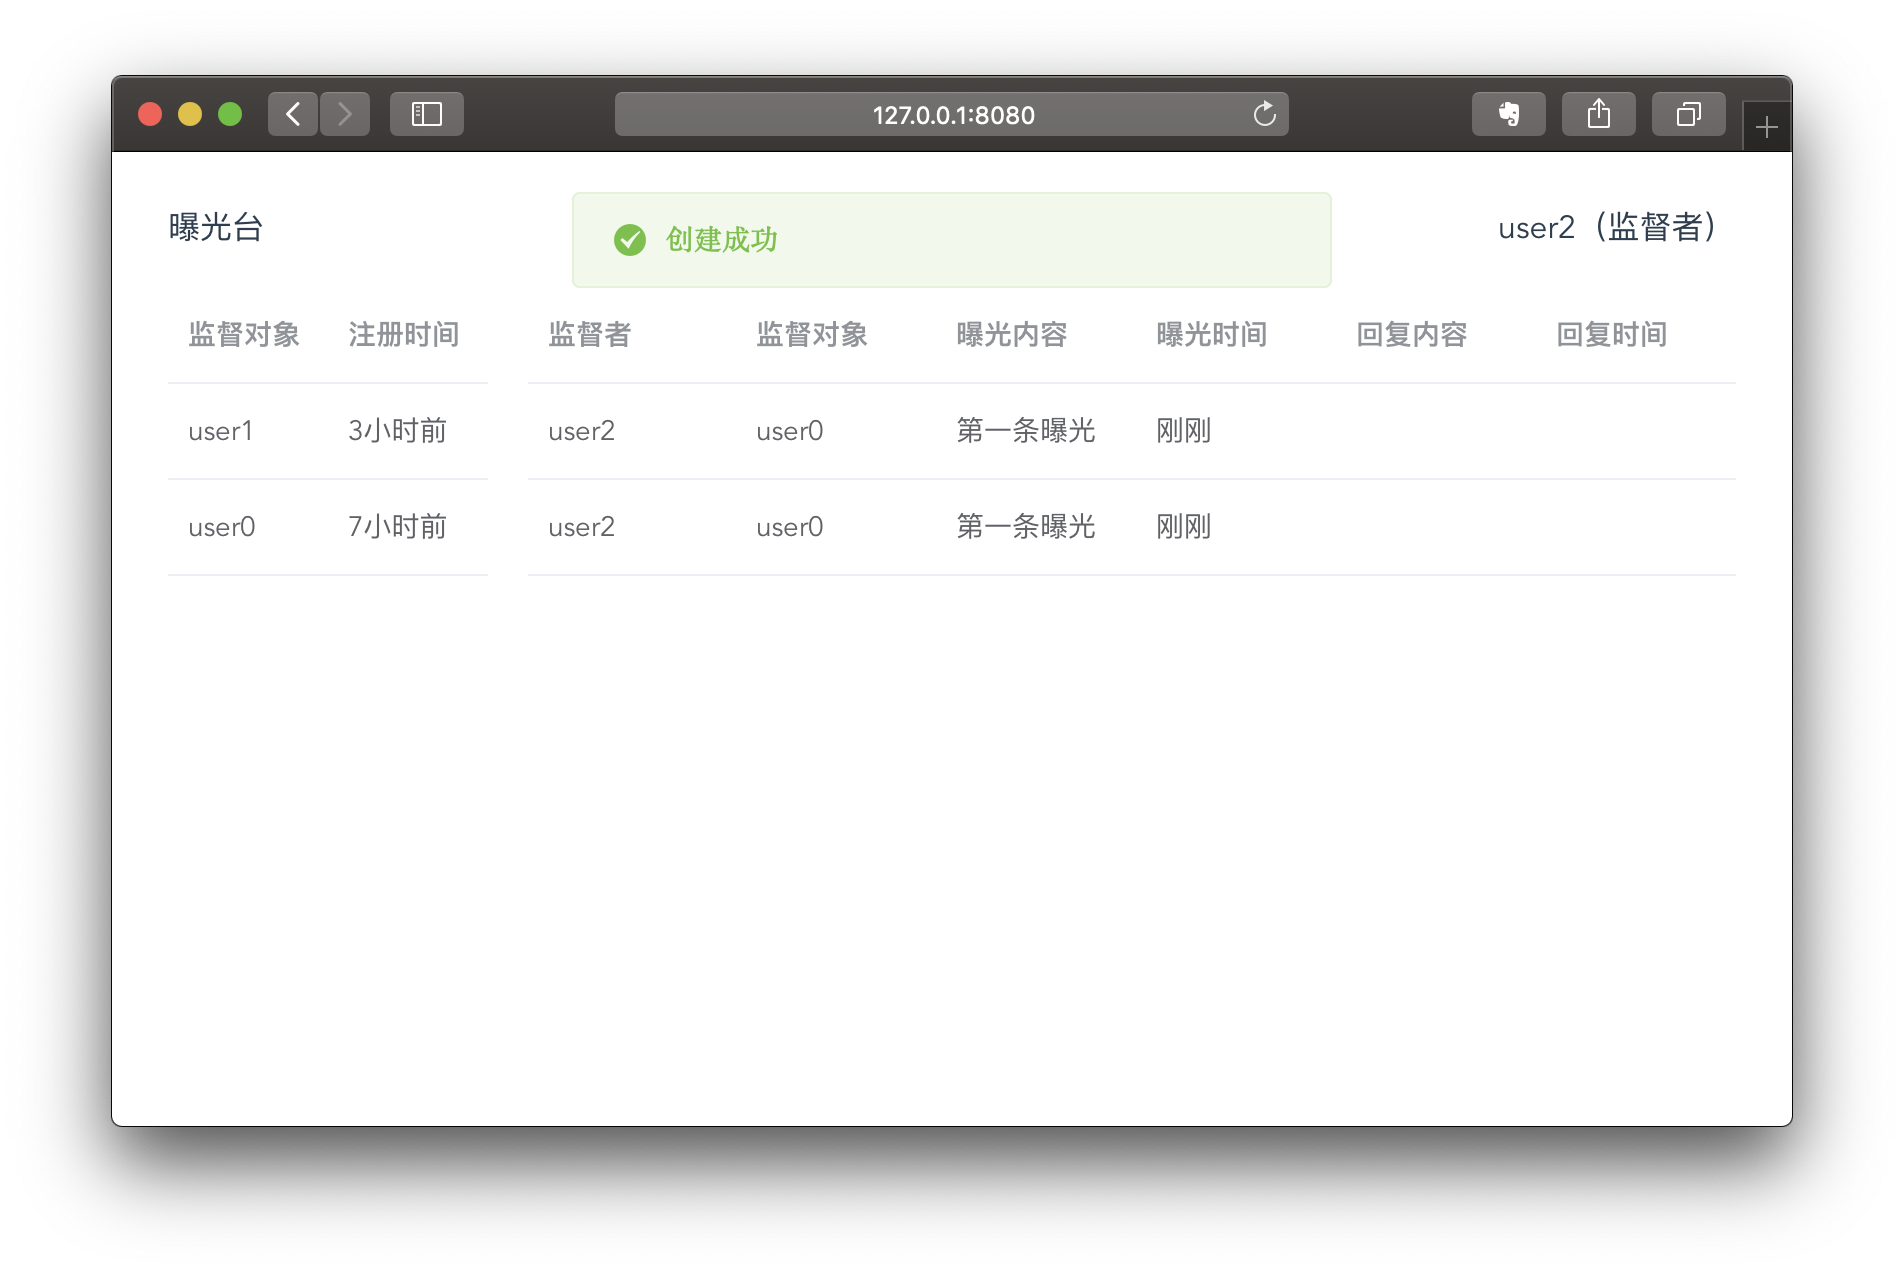 127.0.0.1:8080
曝光台 创建成功 user2（监督者）
监督对象 注册时间 监督者 监督对象 曝光内容 曝光时间 回复内容 回复时间
user1 3小时前 user2 user0 第一条曝光 刚刚
user0 7小时前 user2 user0 第一条曝光 刚刚